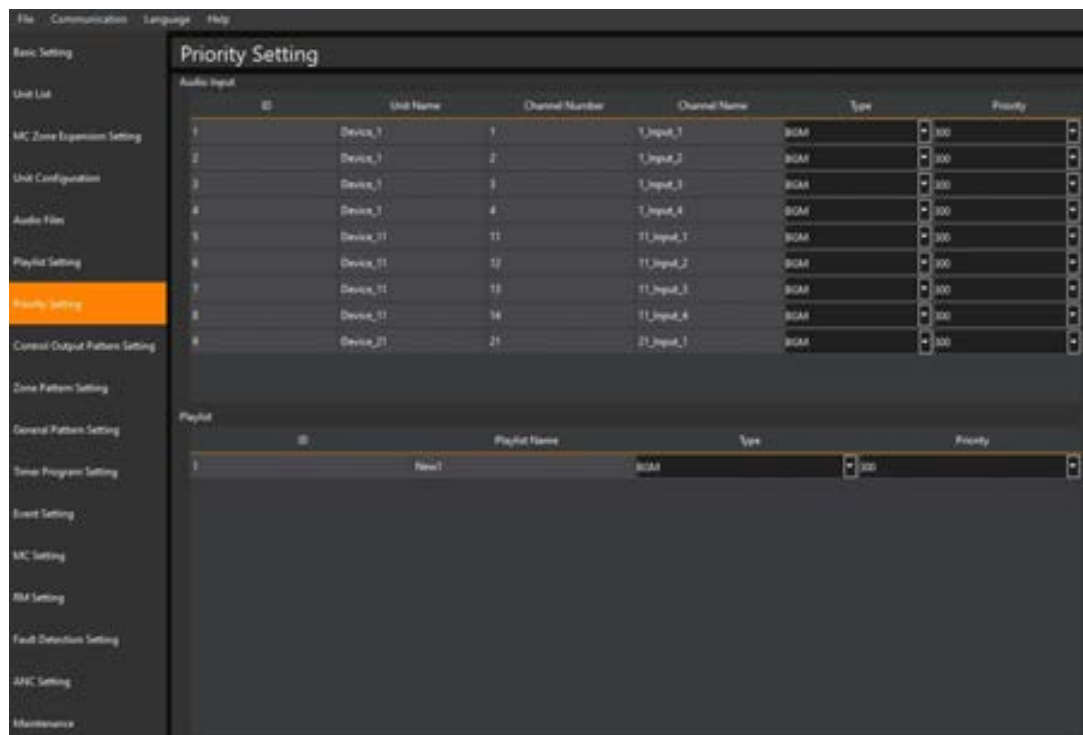 File Communication Language Help
Basic Setting
Unit List
MC Zone Expansion Setting
Unit Configuration
Audio Files
Playlist Setting
Priority Setting
Control Output Pattern Setting
Zone Pattern Setting
General Pattern Setting
Timer Program Setting
Event Setting
MC Setting
RM Setting
Fault Detection Setting
ANC Setting
Maintenance
Priority Setting
Audio Input
ID Unit Name Channel Number Channel Name Type Priority
1 Device_1 1 1_Input_1 BGM 300
2 Device_1 2 1_Input_2 BGM 300
3 Device_1 3 1_Input_3 BGM 300
4 Device_1 4 1_Input_4 BGM 300
5 Device_11 11 11_Input_1 BGM 300
6 Device_11 12 11_Input_2 BGM 300
7 Device_11 13 11_Input_3 BGM 300
8 Device_11 14 11_Input_4 BGM 300
9 Device_21 21 21_Input_1 BGM 300
Playlist
ID Playlist Name Type Priority
1 New1 BGM 300